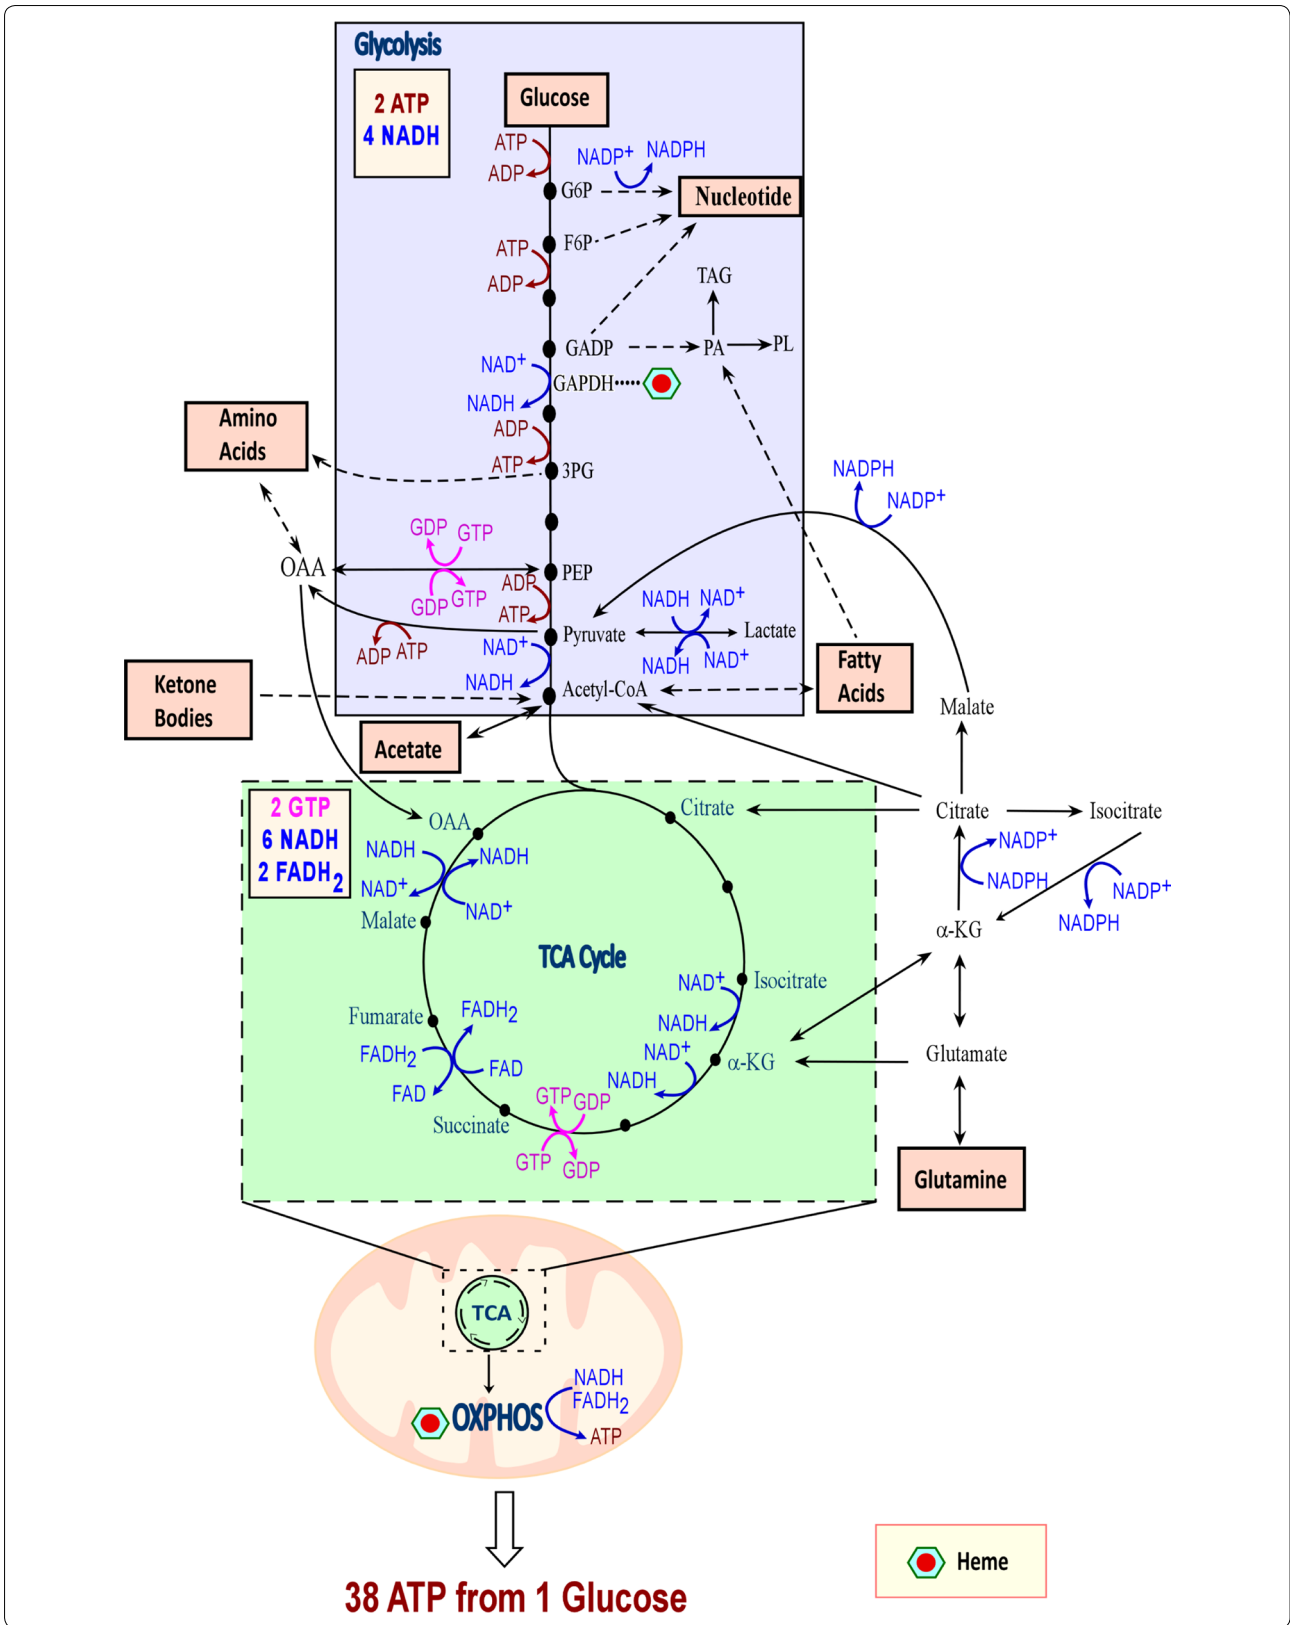 Glycolysis
2 ATP
4 NADH
Glucose
ATP
ADP
NADP+
NADPH
G6P
Nucleotide
F6P
ATP
ADP
TAG
GADP
PA
PL
NAD+
GAPDH
NADH
Amino
Acids
ADP
ATP
3PG
NADPH
NADP+
GDP
GTP
OAA
PEP
GDP
GTP
ADP
ATP
NADH
NAD+
Pyruvate
Lactate
ADP
ATP
NAD+
NADH
NAD+
NADH
Acetyl-CoA
Ketone
Bodies
Fatty
Acids
Malate
Acetate
2 GTP
6 NADH
2 FADH2
OAA
Citrate
Citrate
Isocitrate
NADH
NAD+
NADH
NAD+
NADP+
NADPH
NADP+
NADPH
Malate
α-KG
TCA Cycle
NAD+
Isocitrate
NADH
Fumarate
FADH2
FADH2
FAD
FAD
NAD+
NADH
α-KG
Glutamate
GTP
GDP
Succinate
GTP
GDP
Glutamine
TCA
OXPHOS
NADH
FADH2
ATP
Heme
38 ATP from 1 Glucose